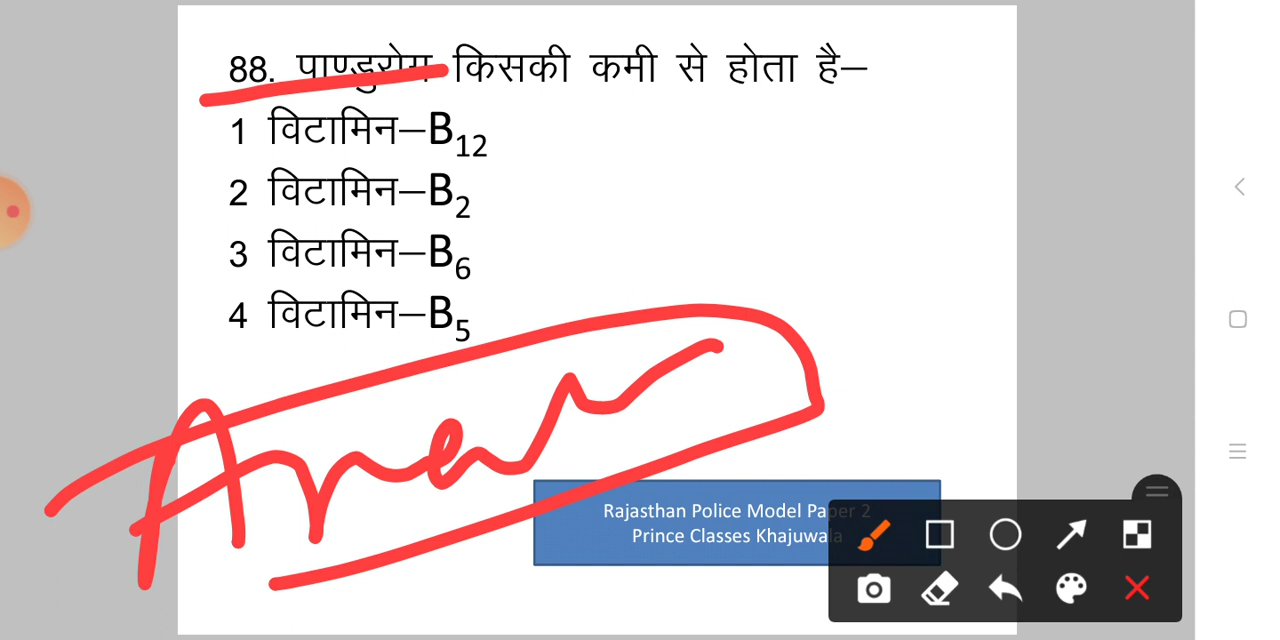 88. पाण्डुरोग किसकी कमी से होता है–
1 विटामिन–B12
2 विटामिन–B2
3 विटामिन–B6
4 विटामिन–B5
Rajasthan Police Model Paper 2
Prince Classes Khajuwala